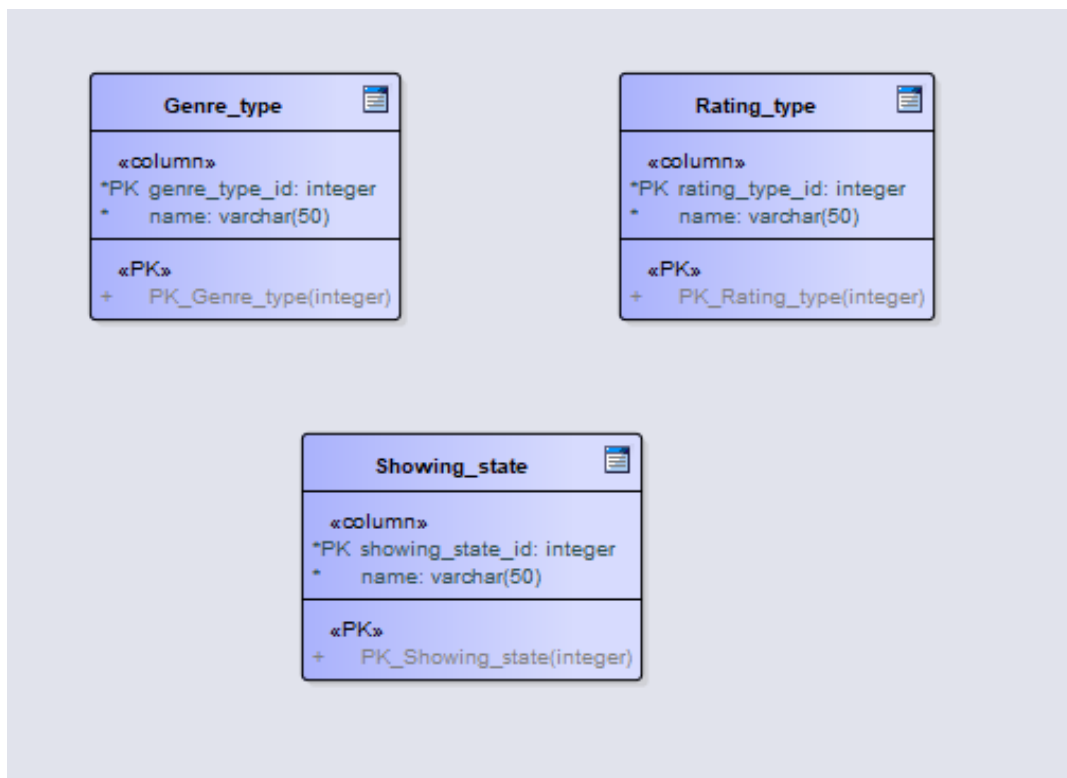 Genre_type
«column»
*PK genre_type_id: integer
* name: varchar(50)
«PK»
+ PK_Genre_type(integer)
Rating_type
«column»
*PK rating_type_id: integer
* name: varchar(50)
«PK»
+ PK_Rating_type(integer)
Showing_state
«column»
*PK showing_state_id: integer
* name: varchar(50)
«PK»
+ PK_Showing_state(integer)